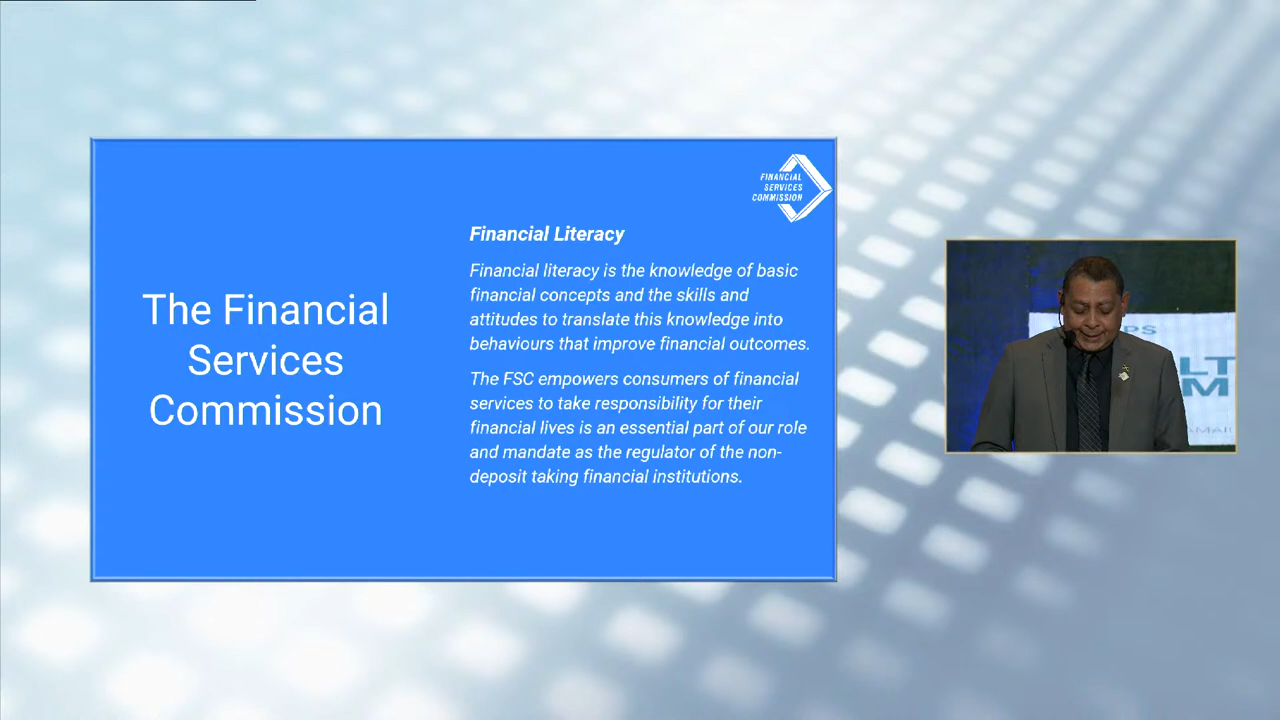 The Financial
Services
Commission
FINANCIAL
SERVICES
COMMISSION
Financial Literacy
Financial literacy is the knowledge of basic
financial concepts and the skills and
attitudes to translate this knowledge into
behaviours that improve financial outcomes.
The FSC empowers consumers of financial
services to take responsibility for their
financial lives is an essential part of our role
and mandate as the regulator of the non-
deposit taking financial institutions.